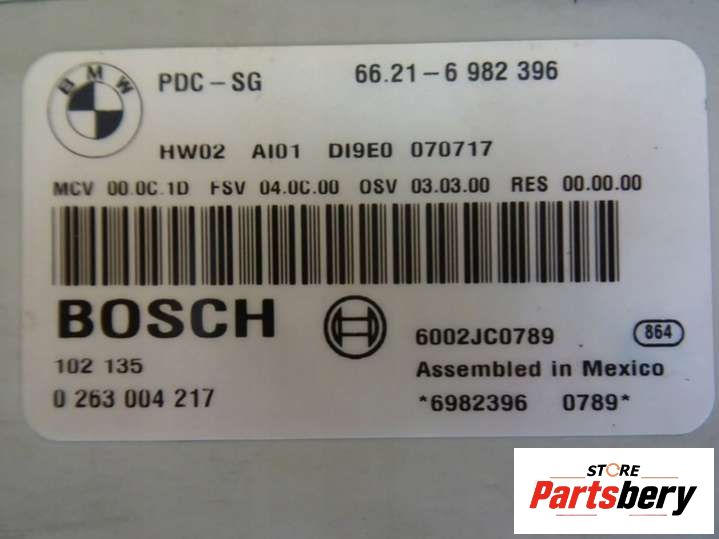 BMW
PDC-SG 66.21-6 982 396
HW02 AI01 DI9E0 070717
MCV 00.0C.1D FSV 04.0C.00 OSV 03.03.00 RES 00.00.00
BOSCH
6002JC0789 864
102 135 Assembled in Mexico
0 263 004 217 *6982396 0789*
STORE
Partsbery